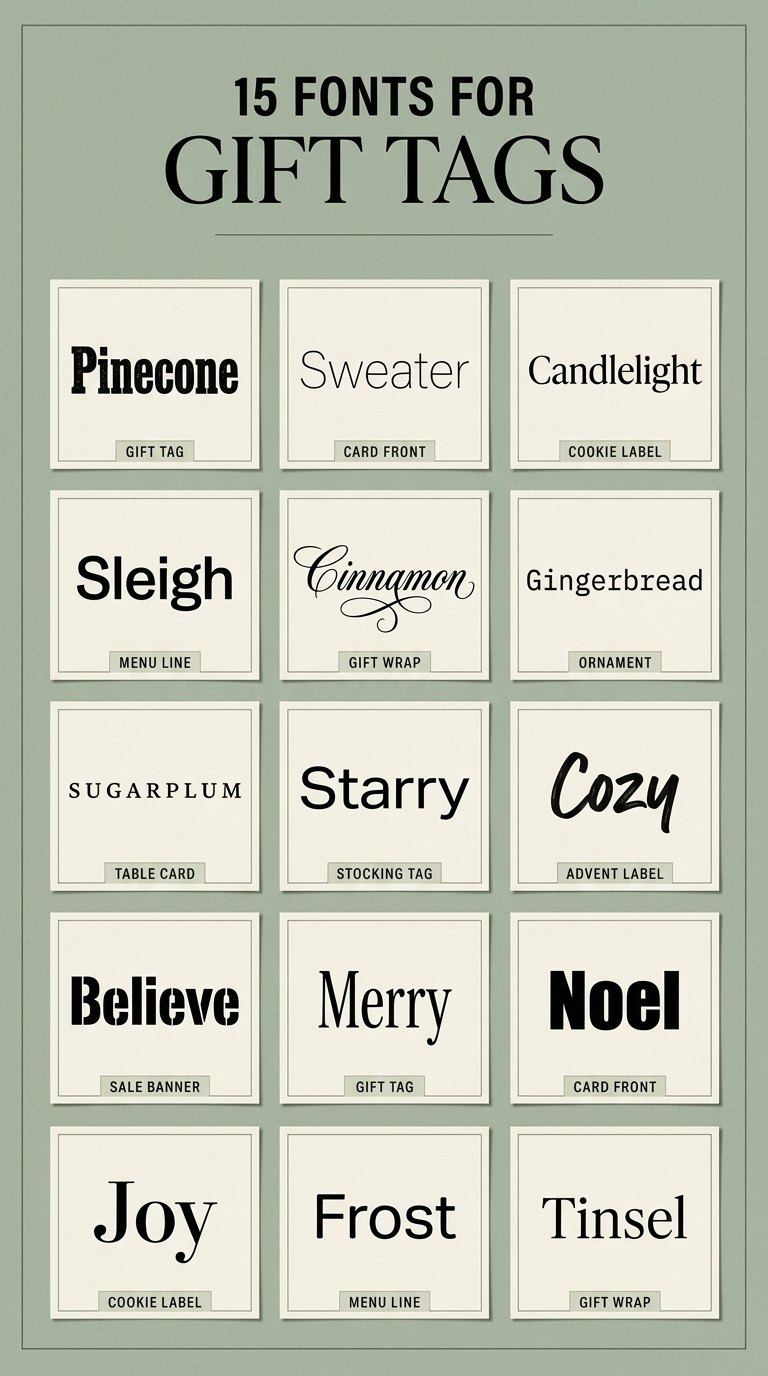 15 FONTS FOR
GIFT TAGS
Pinecone
GIFT TAG
Sweater
CARD FRONT
Candlelight
COOKIE LABEL
Sleigh
MENU LINE
Cinnamon
GIFT WRAP
Gingerbread
ORNAMENT
SUGARPLUM
TABLE CARD
Starry
STOCKING TAG
Cozy
ADVENT LABEL
Believe
SALE BANNER
Merry
GIFT TAG
Noel
CARD FRONT
Joy
COOKIE LABEL
Frost
MENU LINE
Tinsel
GIFT WRAP